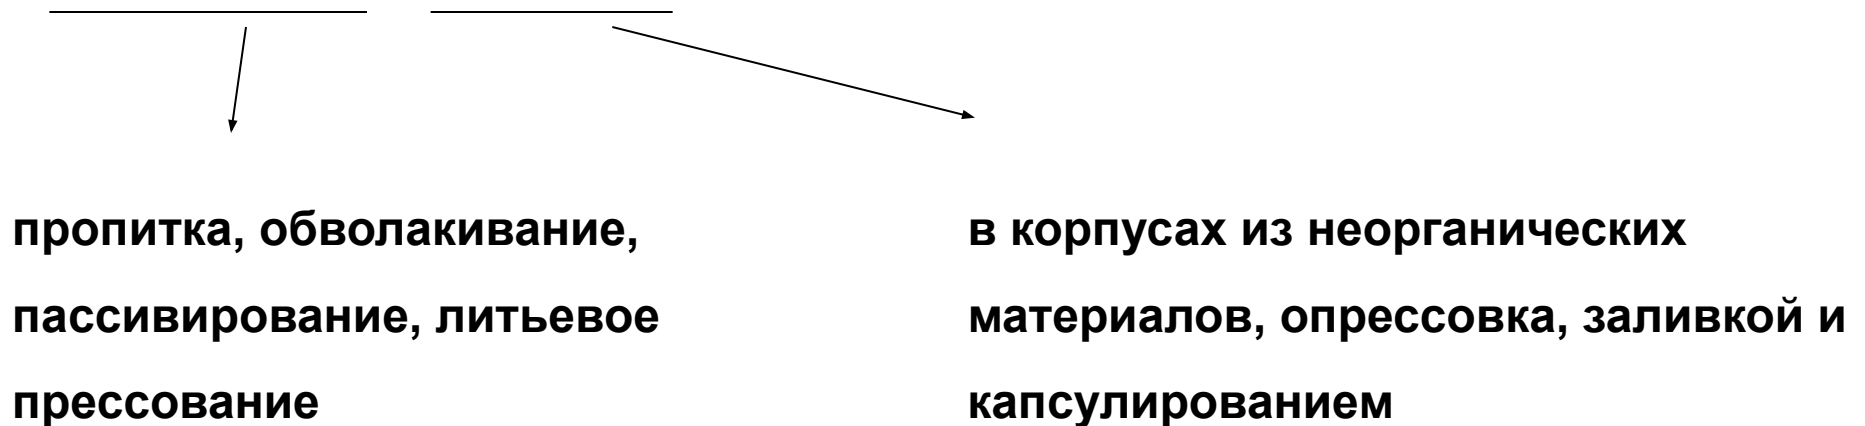 пропитка, обволакивание,
пассивирование, литьевое
прессование
в корпусах из неорганических
материалов, опрессовка, заливкой и
капсулированием